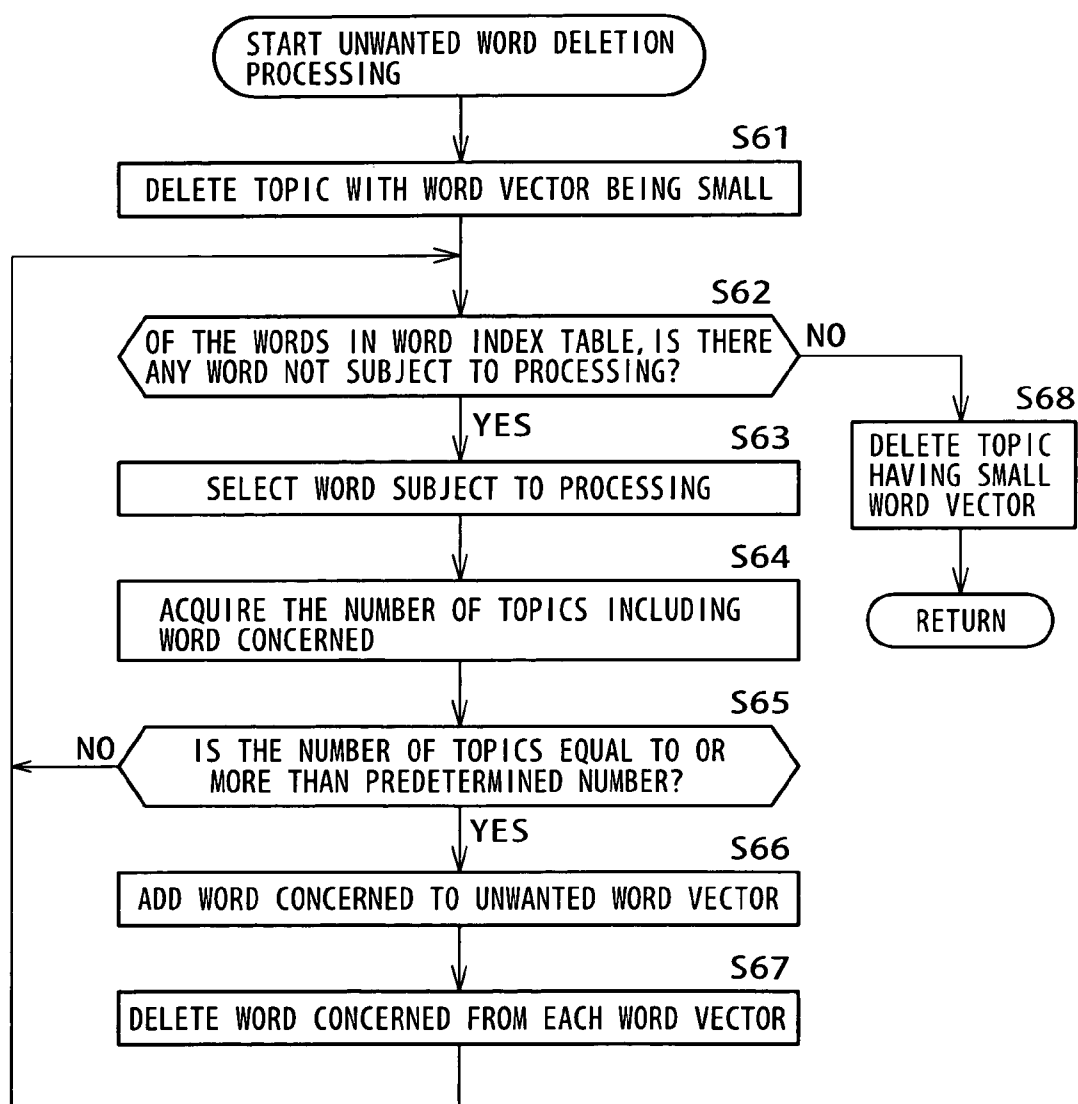 START UNWANTED WORD DELETION
PROCESSING
S61
DELETE TOPIC WITH WORD VECTOR BEING SMALL
S62
OF THE WORDS IN WORD INDEX TABLE, IS THERE
ANY WORD NOT SUBJECT TO PROCESSING?
NO
YES
S63
SELECT WORD SUBJECT TO PROCESSING
S68
DELETE TOPIC
HAVING SMALL
WORD VECTOR
S64
ACQUIRE THE NUMBER OF TOPICS INCLUDING
WORD CONCERNED
RETURN
S65
IS THE NUMBER OF TOPICS EQUAL TO OR
MORE THAN PREDETERMINED NUMBER?
NO
YES
S66
ADD WORD CONCERNED TO UNWANTED WORD VECTOR
S67
DELETE WORD CONCERNED FROM EACH WORD VECTOR